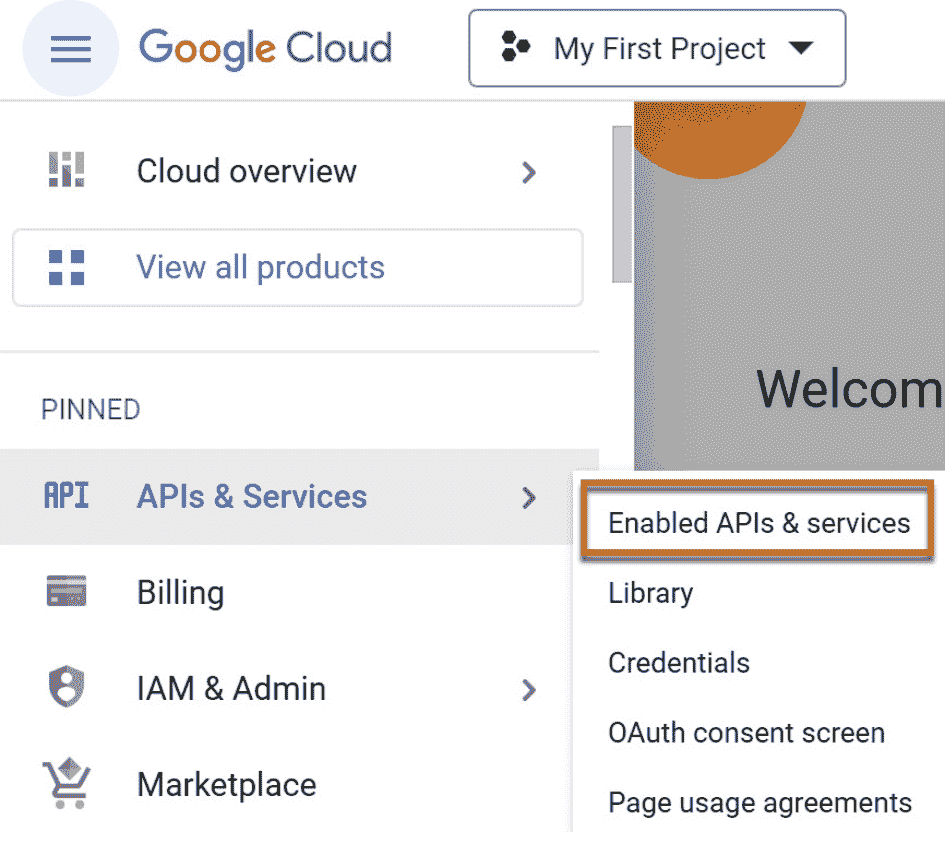 Google Cloud
My First Project
Cloud overview
View all products
Welcom
PINNED
API
APIs & Services
Enabled APIs & services
Billing
Library
Credentials
IAM & Admin
OAuth consent screen
Marketplace
Page usage agreements